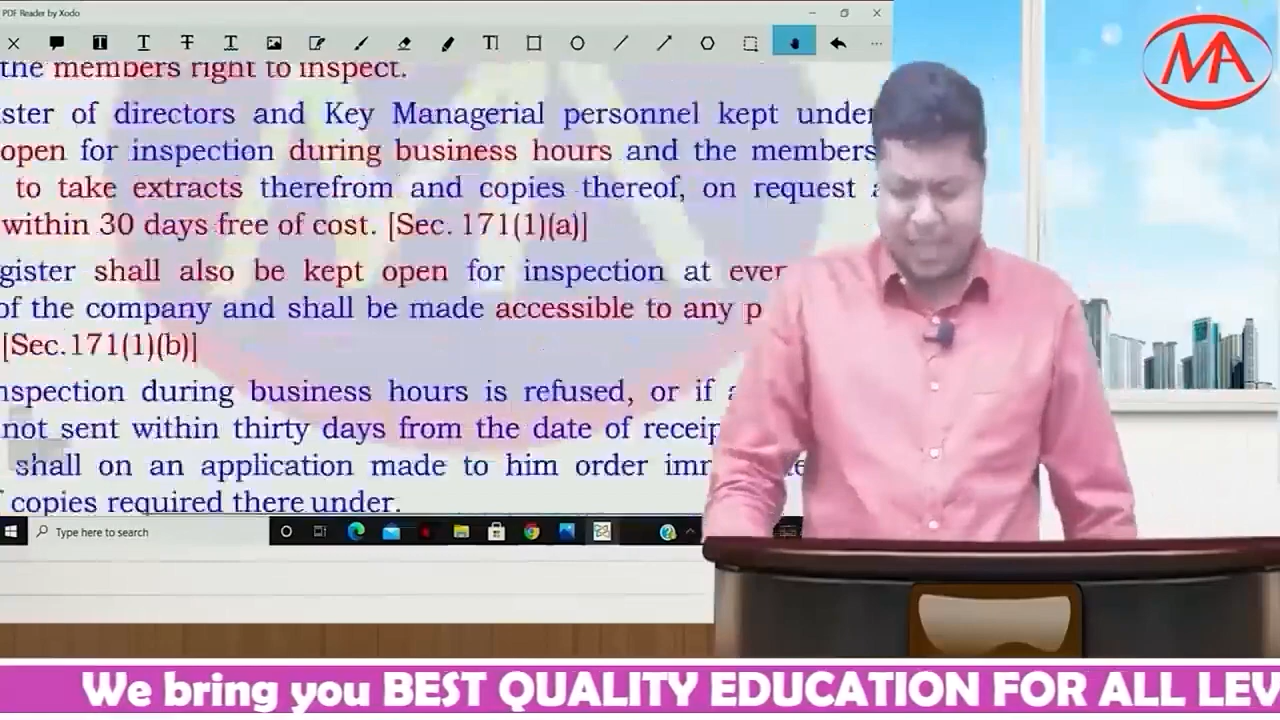 PDF Reader by Xodo
MA
the members right to inspect.
ster of directors and Key Managerial personnel kept under
open for inspection during business hours and the members
to take extracts therefrom and copies thereof, on request a
within 30 days free of cost. [Sec. 171(1)(a)]
gister shall also be kept open for inspection at ever
of the company and shall be made accessible to any p
[Sec.171(1)(b)]
nspection during business hours is refused, or if a
not sent within thirty days from the date of receip
shall on an application made to him order imm
f copies required there under.
Type here to search
We bring you BEST QUALITY EDUCATION FOR ALL LEV